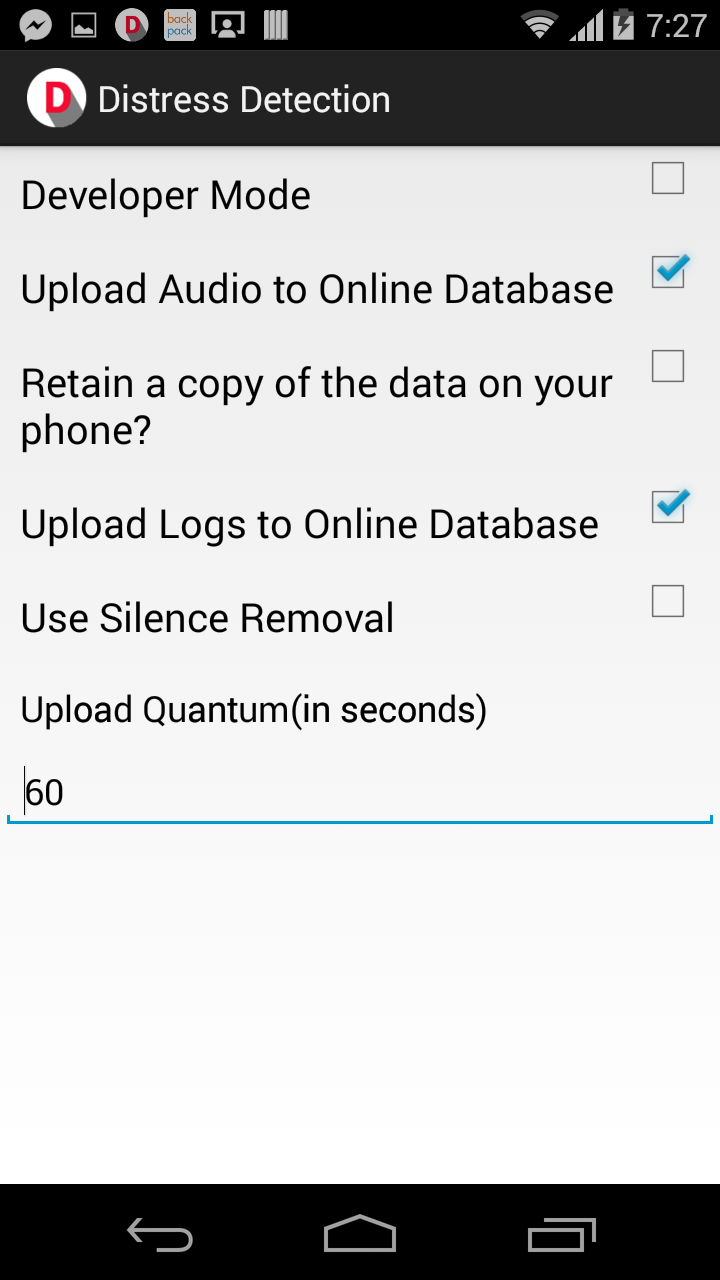 D back pack 7:27
D Distress Detection
Developer Mode
Upload Audio to Online Database
Retain a copy of the data on your
phone?
Upload Logs to Online Database
Use Silence Removal
Upload Quantum(in seconds)
60